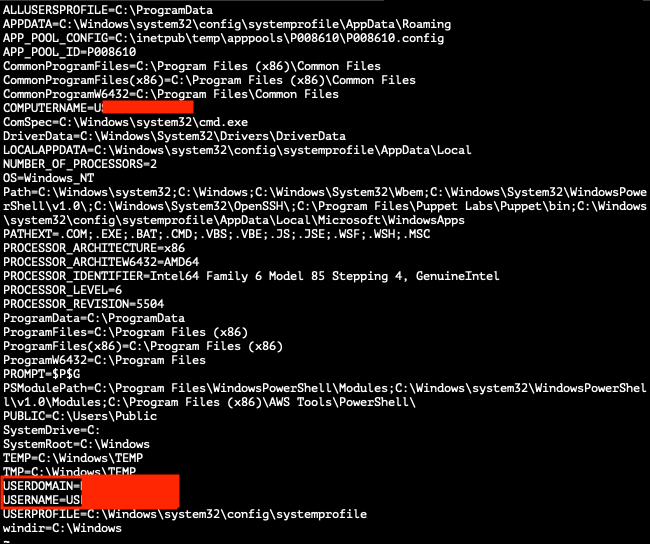 ALLUSERSPROFILE=C:\ProgramData
APPDATA=C:\Windows\system32\config\systemprofile\AppData\Roaming
APP_POOL_CONFIG=C:\inetpub\temp\apppools\P008610\P008610.config
APP_POOL_ID=P008610
CommonProgramFiles=C:\Program Files (x86)\Common Files
CommonProgramFiles(x86)=C:\Program Files (x86)\Common Files
CommonProgramW6432=C:\Program Files\Common Files
COMPUTERNAME=US
ComSpec=C:\Windows\system32\cmd.exe
DriverData=C:\Windows\System32\Drivers\DriverData
LOCALAPPDATA=C:\Windows\system32\config\systemprofile\AppData\Local
NUMBER_OF_PROCESSORS=2
OS=Windows_NT
Path=C:\Windows\system32;C:\Windows;C:\Windows\System32\Wbem;C:\Windows\System32\WindowsPowe
rShell\v1.0\;C:\Windows\System32\OpenSSH\;C:\Program Files\Puppet Labs\Puppet\bin;C:\Windows
\system32\config\systemprofile\AppData\Local\Microsoft\WindowsApps
PATHEXT=.COM;.EXE;.BAT;.CMD;.VBS;.VBE;.JS;.JSE;.WSF;.WSH;.MSC
PROCESSOR_ARCHITECTURE=x86
PROCESSOR_ARCHITEW6432=AMD64
PROCESSOR_IDENTIFIER=Intel64 Family 6 Model 85 Stepping 4, GenuineIntel
PROCESSOR_LEVEL=6
PROCESSOR_REVISION=5504
ProgramData=C:\ProgramData
ProgramFiles=C:\Program Files (x86)
ProgramFiles(x86)=C:\Program Files (x86)
ProgramW6432=C:\Program Files
PROMPT=$P$G
PSModulePath=C:\Program Files\WindowsPowerShell\Modules;C:\Windows\system32\WindowsPowerShel
l\v1.0\Modules;C:\Program Files (x86)\AWS Tools\PowerShell\
PUBLIC=C:\Users\Public
SystemDrive=C:
SystemRoot=C:\Windows
TEMP=C:\Windows\TEMP
TMP=C:\Windows\TEMP
USERDOMAIN=
USERNAME=US
USERPROFILE=C:\Windows\system32\config\systemprofile
windir=C:\Windows
~